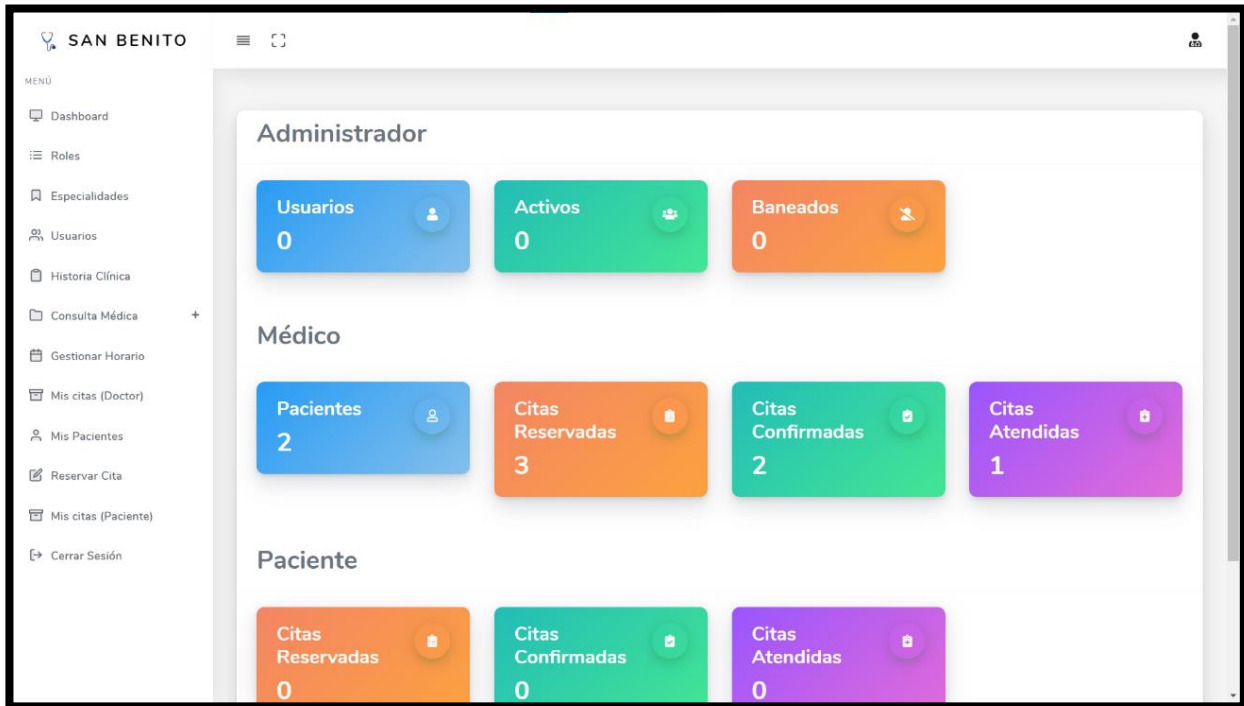 SAN BENITO
MENÚ
Dashboard
Roles
Especialidades
Usuarios
Historia Clínica
Consulta Médica +
Gestionar Horario
Mis citas (Doctor)
Mis Pacientes
Reservar Cita
Mis citas (Paciente)
Cerrar Sesión
Administrador
Usuarios
0
Activos
0
Baneados
0
Médico
Pacientes
2
Citas
Reservadas
3
Citas
Confirmadas
2
Citas
Atendidas
1
Paciente
Citas
Reservadas
0
Citas
Confirmadas
0
Citas
Atendidas
0